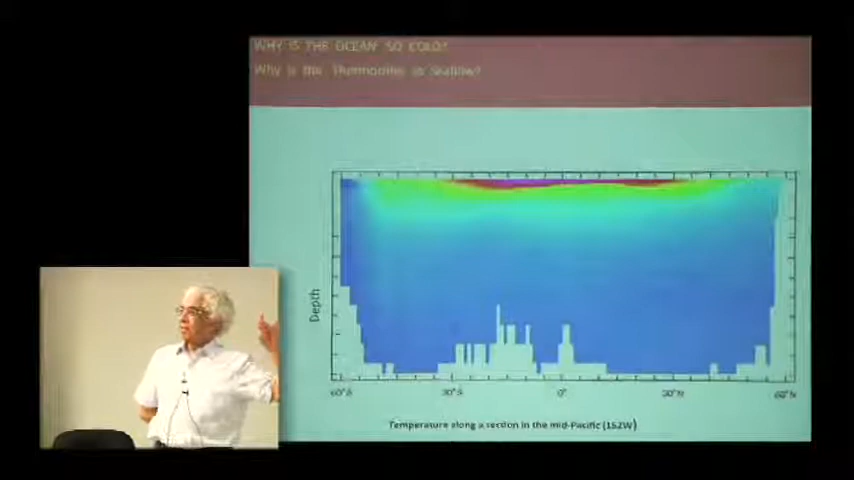 WHY IS THE OCEAN SO COLD?
Why is the Thermocline so Shallow?
Depth
60°S 30°S 0° 30°N 60°N
Temperature along a section in the mid-Pacific (152W)